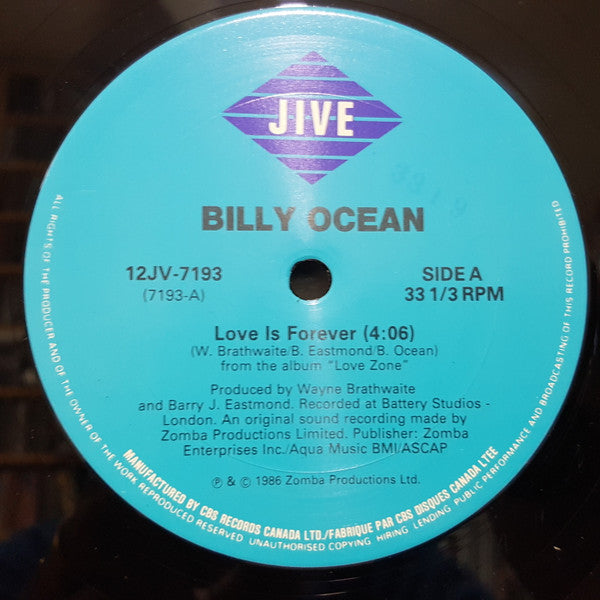 JIVE
3819
BILLY OCEAN
12JV-7193
(7193-A)
SIDE A
33 1/3 RPM
Love Is Forever (4:06)
(W. Brathwaite/B. Eastmond/B. Ocean)
from the album "Love Zone"
Produced by Wayne Brathwaite
and Barry J. Eastmond. Recorded at Battery Studios -
London. An original sound recording made by
Zomba Productions Limited. Publisher: Zomba
Enterprises Inc./Aqua Music BMI/ASCAP
℗ & © 1986 Zomba Productions Ltd.
MANUFACTURED BY CBS RECORDS CANADA LTD./FABRIQUE PAR CBS DISQUES CANADA LTEE
ALL RIGHTS OF THE PRODUCER AND OF THE OWNER OF THE WORK REPRODUCED RESERVED. UNAUTHORISED COPYING, HIRING, LENDING, PUBLIC PERFORMANCE AND BROADCASTING OF THIS RECORD PROHIBITED